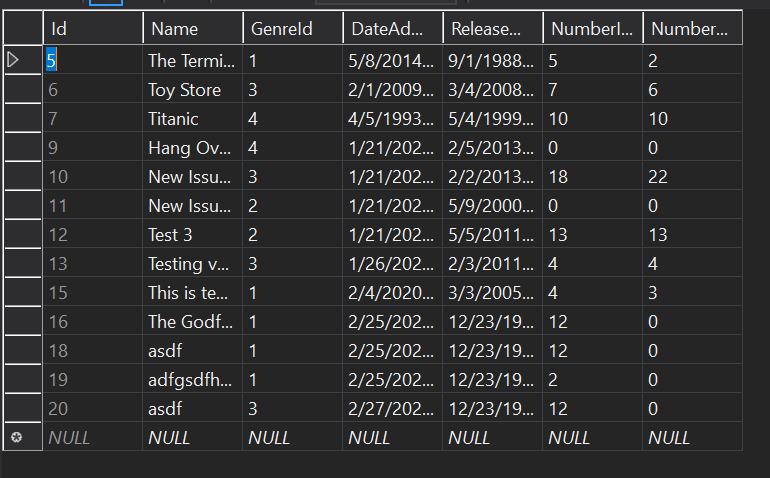 Id Name GenreId DateAd... Release... NumberI... Number...
5 The Termi... 1 5/8/2014... 9/1/1988... 5 2
6 Toy Store 3 2/1/2009... 3/4/2008... 7 6
7 Titanic 4 4/5/1993... 5/4/1999... 10 10
9 Hang Ov... 4 1/21/202... 2/5/2013... 0 0
10 New Issu... 3 1/21/202... 2/2/2013... 18 22
11 New Issu... 2 1/21/202... 5/9/2000... 0 0
12 Test 3 2 1/21/202... 5/5/2011... 13 13
13 Testing v... 3 1/26/202... 2/3/2011... 4 4
15 This is te... 1 2/4/2020... 3/3/2005... 4 3
16 The Godf... 1 2/25/202... 12/23/19... 12 0
18 asdf 1 2/25/202... 12/23/19... 12 0
19 adfgsdfh... 1 2/25/202... 12/23/19... 2 0
20 asdf 3 2/27/202... 12/23/19... 12 0
NULL NULL NULL NULL NULL NULL NULL